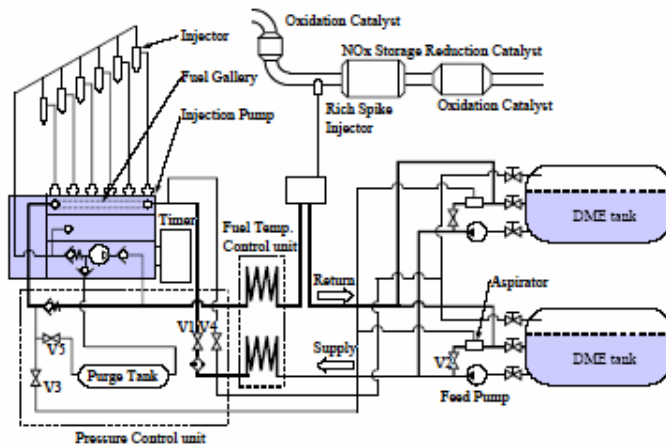 Oxidation Catalyst
Injector
NOx Storage Reduction Catalyst
Fuel Gallery
Oxidation Catalyst
Rich Spike
Injector
Injection Pump
Timer
Fuel Temp.
Control unit
DME tank
Return
Aspirator
V1
V4
Supply
V2
DME tank
V5
V3
Purge Tank
Feed Pump
Pressure Control unit